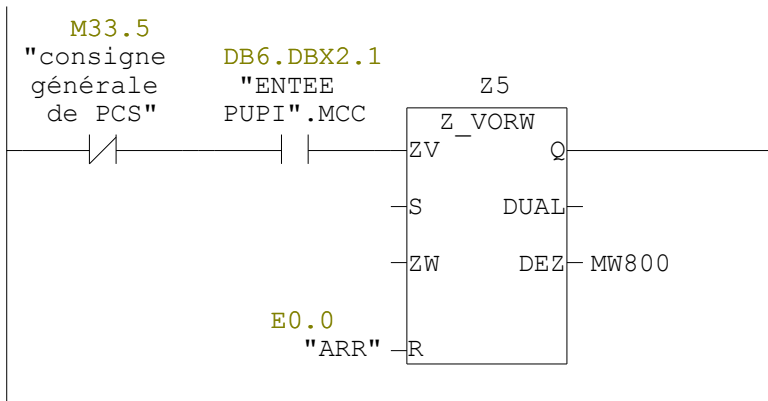 M33.5
"consigne
générale
de PCS"
DB6.DBX2.1
"ENTEE
PUPI".MCC
Z5
Z_VORW
ZV
Q
S
DUAL
ZW
DEZ
MW800
E0.0
"ARR"
R